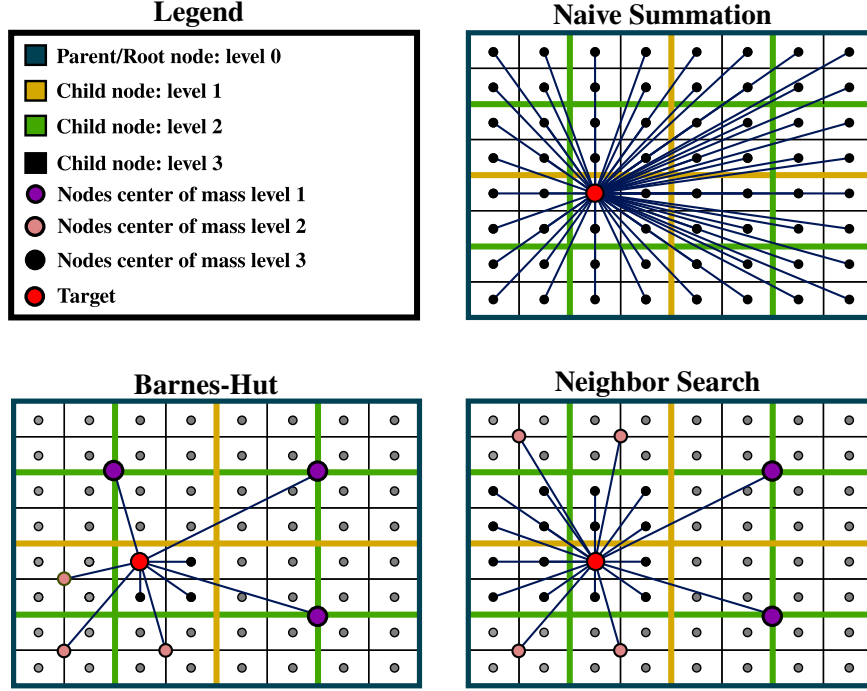 Legend
Parent/Root node: level 0
Child node: level 1
Child node: level 2
Child node: level 3
Nodes center of mass level 1
Nodes center of mass level 2
Nodes center of mass level 3
Target
Naive Summation
Barnes-Hut
Neighbor Search